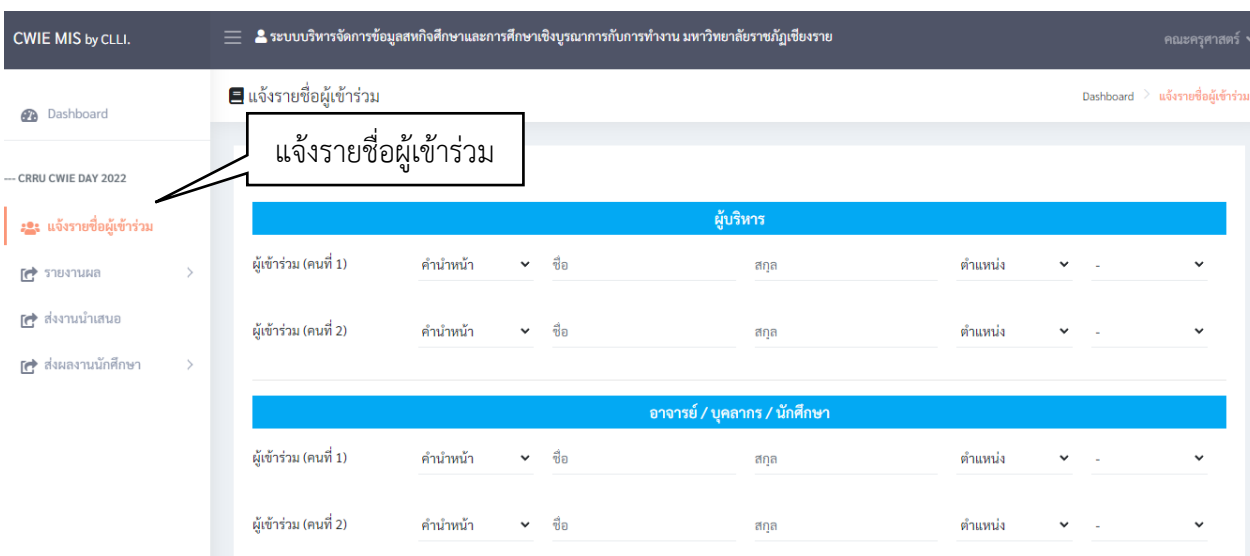 CWIE MIS by CLLI.
ระบบบริหารจัดการข้อมูลสหกิจศึกษาและการศึกษาเชิงบูรณาการกับการทำงาน มหาวิทยาลัยราชภัฏเชียงราย
คณะครุศาสตร์
แจ้งรายชื่อผู้เข้าร่วม
Dashboard > แจ้งรายชื่อผู้เข้าร่วม
Dashboard
แจ้งรายชื่อผู้เข้าร่วม
--- CRRU CWIE DAY 2022
แจ้งรายชื่อผู้เข้าร่วม
รายงานผล
ส่งงานนำเสนอ
ส่งผลงานนักศึกษา
ผู้บริหาร
ผู้เข้าร่วม (คนที่ 1) คำนำหน้า ชื่อ สกุล ตำแหน่ง -
ผู้เข้าร่วม (คนที่ 2) คำนำหน้า ชื่อ สกุล ตำแหน่ง -
อาจารย์ / บุคลากร / นักศึกษา
ผู้เข้าร่วม (คนที่ 1) คำนำหน้า ชื่อ สกุล ตำแหน่ง -
ผู้เข้าร่วม (คนที่ 2) คำนำหน้า ชื่อ สกุล ตำแหน่ง -